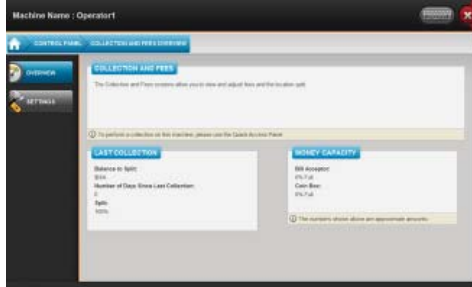 Machine Name : Operator1
CONTROL PANEL
COLLECTION AND FEES OVERVIEW
OVERVIEW
SETTINGS
COLLECTION AND FEES
The Collection and Fees screens allow you to view and adjust fees and the location split.
To perform a collection on this machine, please use the Quick Access Panel
LAST COLLECTION
Balance to Split:
Number of Days Since Last Collection:
0
Split:
100%
MONEY CAPACITY
Bill Acceptor:
0% Full
Coin Box:
0% Full
The numbers shown above are approximate amounts.